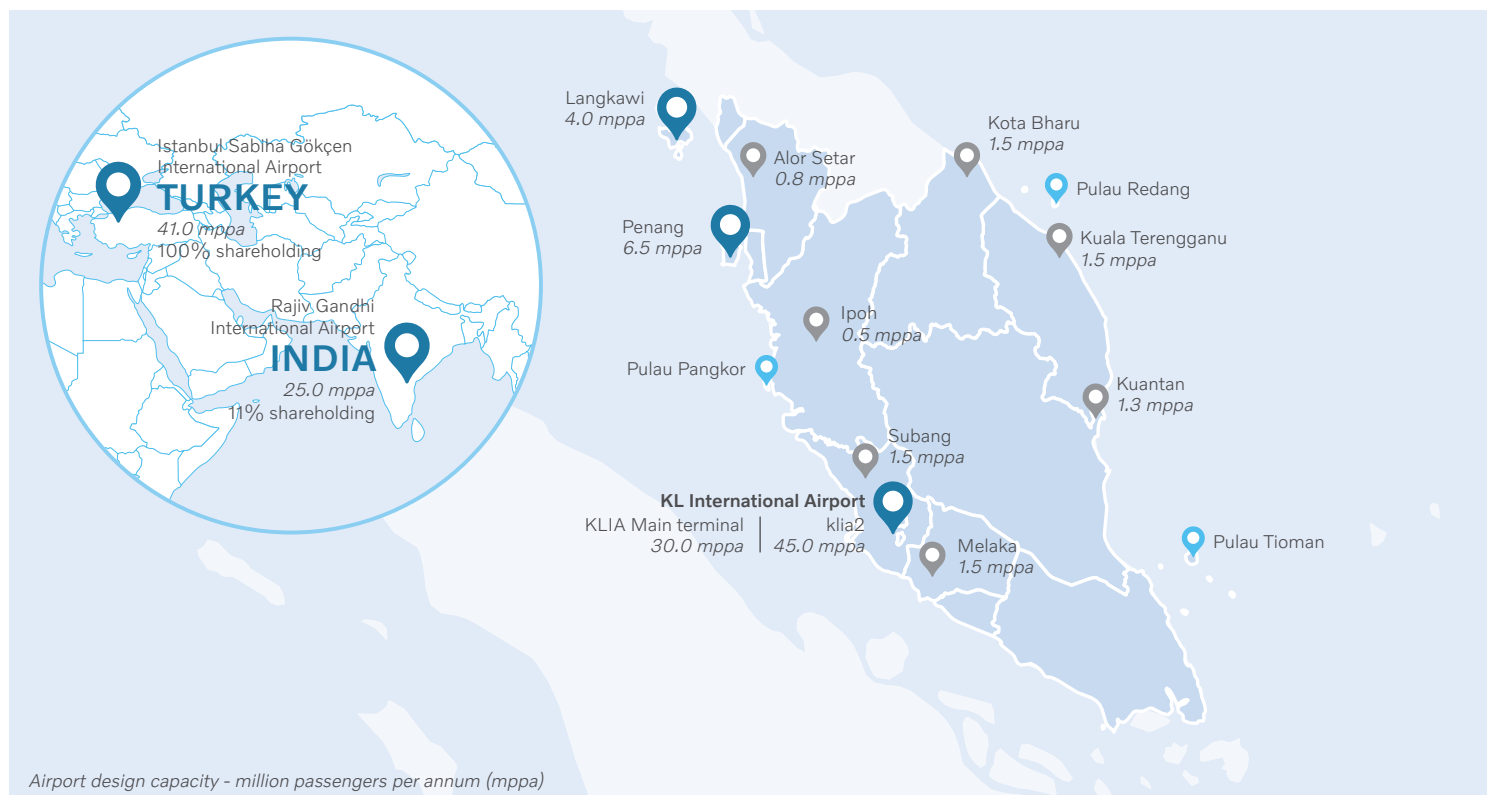 Istanbul Sabiha Gökçen
International Airport
TURKEY
41.0 mppa
100% shareholding
Rajiv Gandhi
International Airport
INDIA
25.0 mppa
11% shareholding
Langkawi
4.0 mppa
Alor Setar
0.8 mppa
Kota Bharu
1.5 mppa
Pulau Redang
Penang
6.5 mppa
Kuala Terengganu
1.5 mppa
Ipoh
0.5 mppa
Pulau Pangkor
Kuantan
1.3 mppa
Subang
1.5 mppa
KL International Airport
KLIA Main terminal
30.0 mppa
klia2
45.0 mppa
Melaka
1.5 mppa
Pulau Tioman
Airport design capacity - million passengers per annum (mppa)